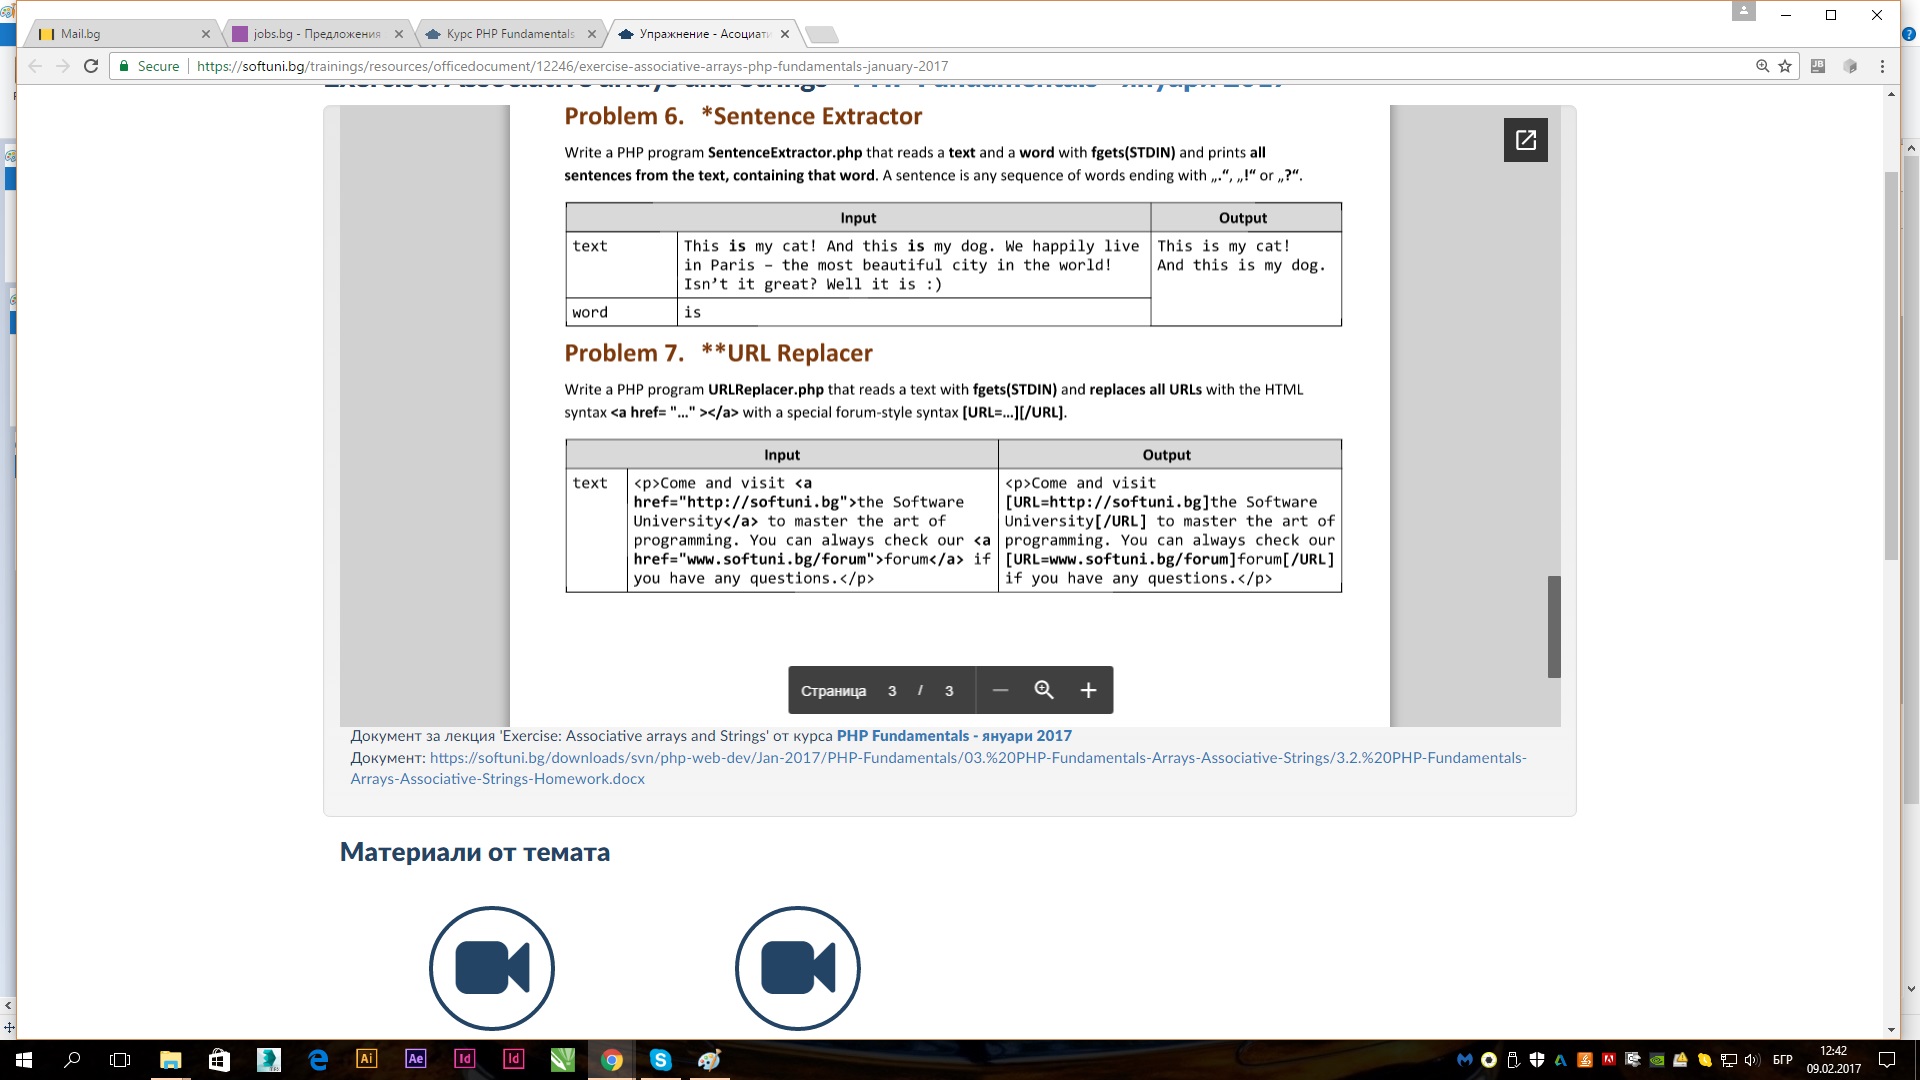 Mail.bg
jobs.bg - Предложения
Курс PHP Fundamentals
Упражнение - Асоциати
Secure
https://softuni.bg/trainings/resources/officedocument/12246/exercise-associative-arrays-php-fundamentals-january-2017
Exercise: Associative arrays and Strings - PHP Fundamentals - януари 2017
Problem 6. *Sentence Extractor
Write a PHP program SentenceExtractor.php that reads a text and a word with fgets(STDIN) and prints all
sentences from the text, containing that word. A sentence is any sequence of words ending with „.“, „!“ or „?“.
Input
Output
text
This is my cat! And this is my dog. We happily live
in Paris – the most beautiful city in the world!
Isn’t it great? Well it is :)
This is my cat!
And this is my dog.
word
is
Problem 7. **URL Replacer
Write a PHP program URLReplacer.php that reads a text with fgets(STDIN) and replaces all URLs with the HTML
syntax <a href= "…" ></a> with a special forum-style syntax [URL=…][/URL].
Input
Output
text
<p>Come and visit <a
href="http://softuni.bg">the Software
University</a> to master the art of
programming. You can always check our <a
href="www.softuni.bg/forum">forum</a> if
you have any questions.</p>
<p>Come and visit
[URL=http://softuni.bg]the Software
University[/URL] to master the art of
programming. You can always check our
[URL=www.softuni.bg/forum]forum[/URL]
if you have any questions.</p>
Страница 3 / 3
Документ за лекция 'Exercise: Associative arrays and Strings' от курса PHP Fundamentals - януари 2017
Документ: https://softuni.bg/downloads/svn/php-web-dev/Jan-2017/PHP-Fundamentals/03.%20PHP-Fundamentals-Arrays-Associative-Strings/3.2.%20PHP-Fundamentals-
Arrays-Associative-Strings-Homework.docx
Материали от темата
Ai
Ae
Id
Id
БГР
12:42
09.02.2017